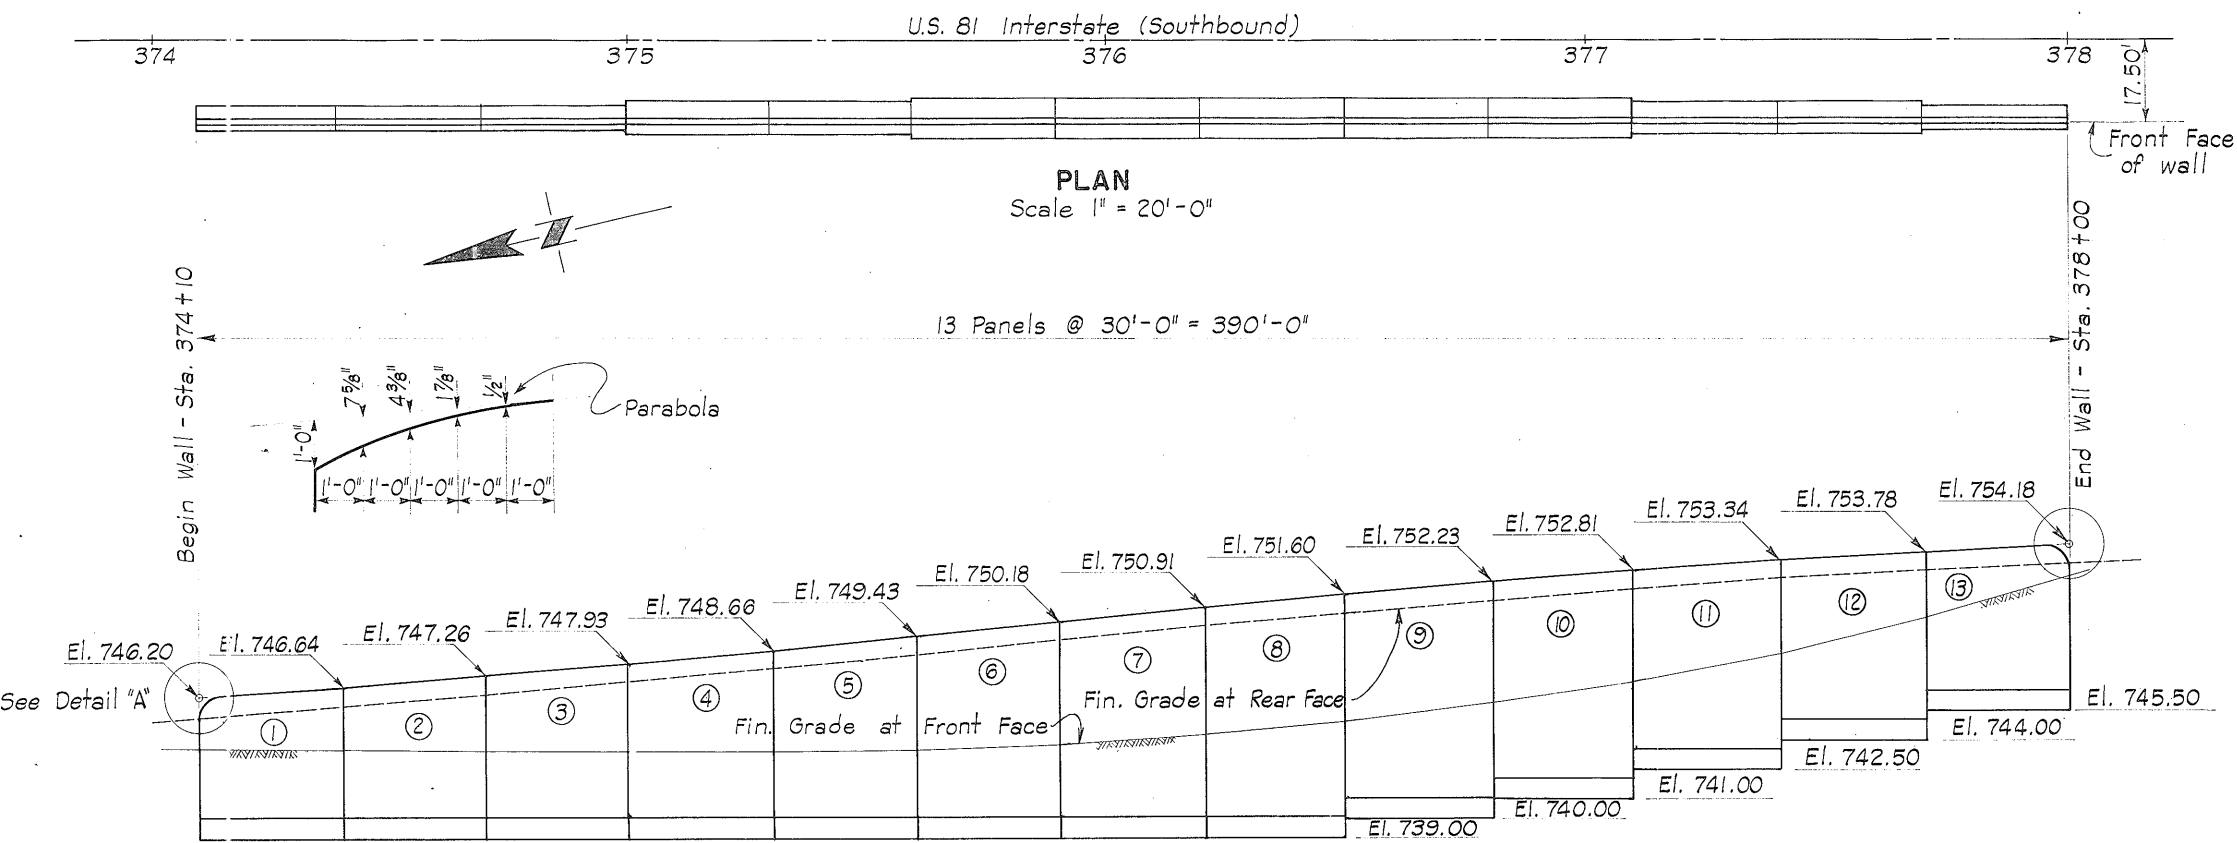 U.S. 81 Interstate (Southbound)
374
375
376
377
378
17.50'
Front Face
of wall
PLAN
Scale 1" = 20'-0"
N
Begin Wall - Sta. 374+10
End Wall - Sta. 378+00
13 Panels @ 30'-0" = 390'-0"
1'-0"
7 5/8"
4 3/8"
1 7/8"
1/2"
Parabola
1'-0" 1'-0" 1'-0" 1'-0" 1'-0"
El. 746.20
El. 746.64
El. 747.26
El. 747.93
El. 748.66
El. 749.43
El. 750.18
El. 750.91
El. 751.60
El. 752.23
El. 752.81
El. 753.34
El. 753.78
El. 754.18
See Detail "A"
1
2
3
4
5
6
7
8
9
10
11
12
13
Fin. Grade at Front Face
Fin. Grade at Rear Face
El. 739.00
El. 740.00
El. 741.00
El. 742.50
El. 744.00
El. 745.50